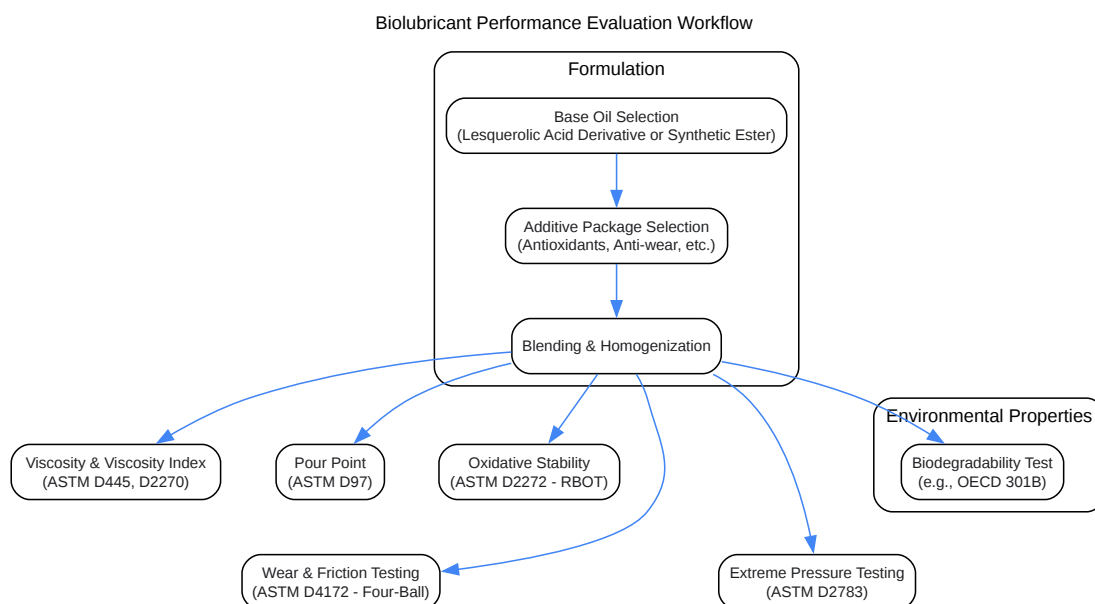 Biolubricant Performance Evaluation Workflow
Formulation
Base Oil Selection
(Lesquerolic Acid Derivative or Synthetic Ester)
Additive Package Selection
(Antioxidants, Anti-wear, etc.)
Blending & Homogenization
Environmental Properties
Viscosity & Viscosity Index
(ASTM D445, D2270)
Pour Point
(ASTM D97)
Oxidative Stability
(ASTM D2272 - RBOT)
Biodegradability Test
(e.g., OECD 301B)
Wear & Friction Testing
(ASTM D4172 - Four-Ball)
Extreme Pressure Testing
(ASTM D2783)